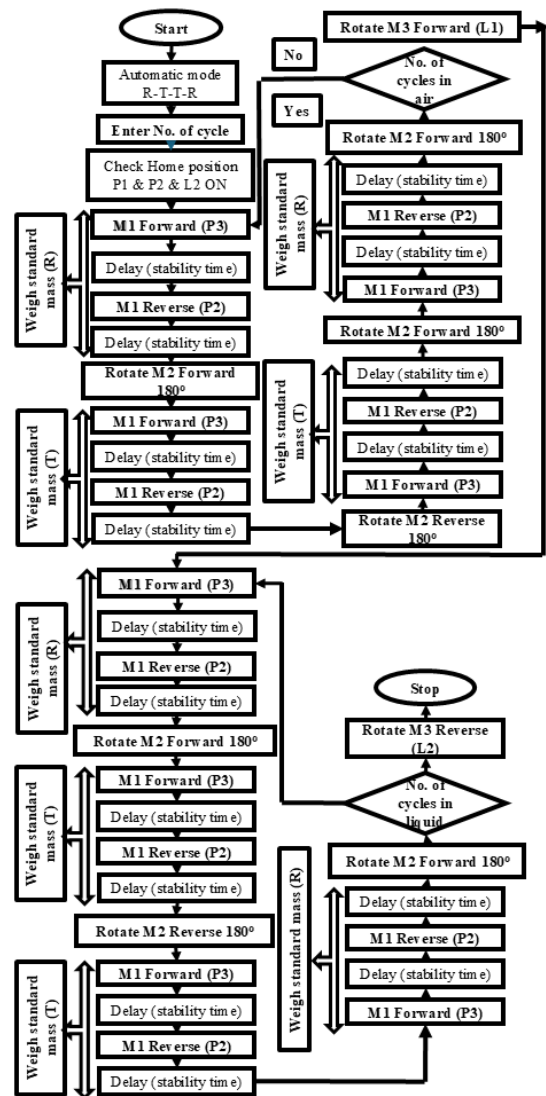 Start
Automatic mode
R-T-T-R
Enter No. of cycle
Check Home position
P1 & P2 & L2 ON
Weigh standard
mass (R)
M1 Forward (P3)
Delay (stability time)
M1 Reverse (P2)
Delay (stability time)
Rotate M2 Forward
180°
Weigh standard
mass (T)
M1 Forward (P3)
Delay (stability time)
M1 Reverse (P2)
Delay (stability time)
Rotate M3 Forward (L1)
No
No. of
cycles in
air
Yes
Rotate M2 Forward 180°
Weigh standard
mass (R)
Delay (stability time)
M1 Reverse (P2)
Delay (stability time)
M1 Forward (P3)
Rotate M2 Forward 180°
Weigh standard
mass (T)
Delay (stability time)
M1 Reverse (P2)
Delay (stability time)
M1 Forward (P3)
Rotate M2 Reverse
180°
Weigh standard
mass (R)
M1 Forward (P3)
Delay (stability time)
M1 Reverse (P2)
Delay (stability time)
Rotate M2 Forward 180°
Weigh standard
mass (T)
M1 Forward (P3)
Delay (stability time)
M1 Reverse (P2)
Delay (stability time)
Rotate M2 Reverse 180°
Weigh standard
mass (T)
M1 Forward (P3)
Delay (stability time)
M1 Reverse (P2)
Delay (stability time)
Stop
Rotate M3 Reverse
(L2)
No. of
cycles in
liquid
Rotate M2 Forward 180°
Weigh standard mass (R)
Delay (stability time)
M1 Reverse (P2)
Delay (stability time)
M1 Forward (P3)